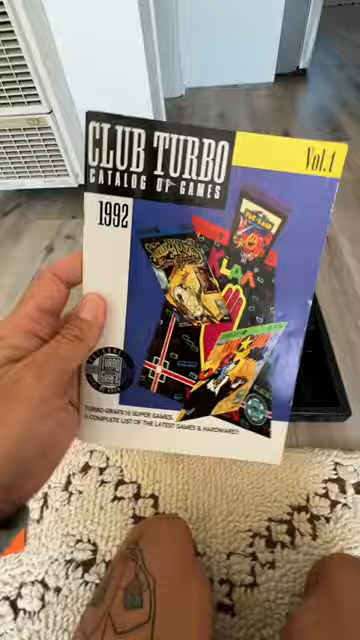 CLUB TURBO
CATALOG OF GAMES
Vol.1
1992
KLAX
TURBO GRAFX-16 SUPER GAMES
A COMPLETE LIST OF THE LATEST GAMES & HARDWARE!!